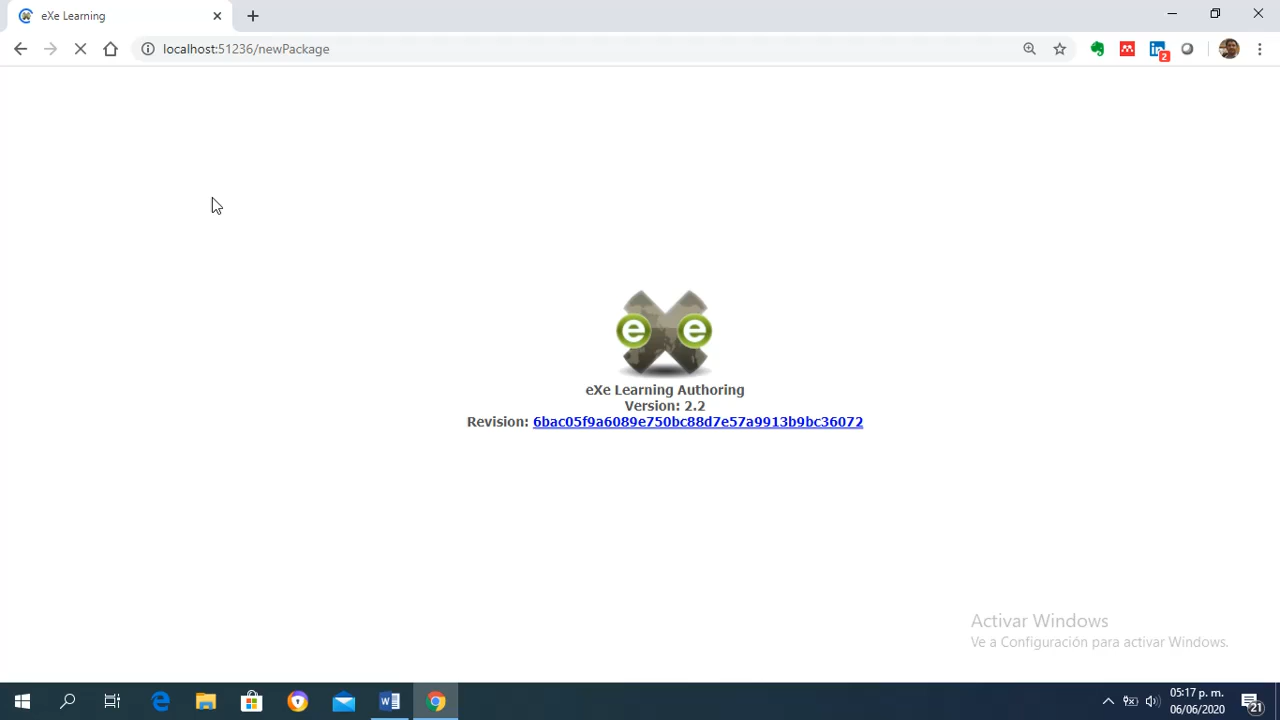 eXe Learning
localhost:51236/newPackage
2
e e
eXe Learning Authoring
Version: 2.2
Revision: 6bac05f9a6089e750bc88d7e57a9913b9bc36072
Activar Windows
Ve a Configuración para activar Windows.
05:17 p. m.
06/06/2020
21